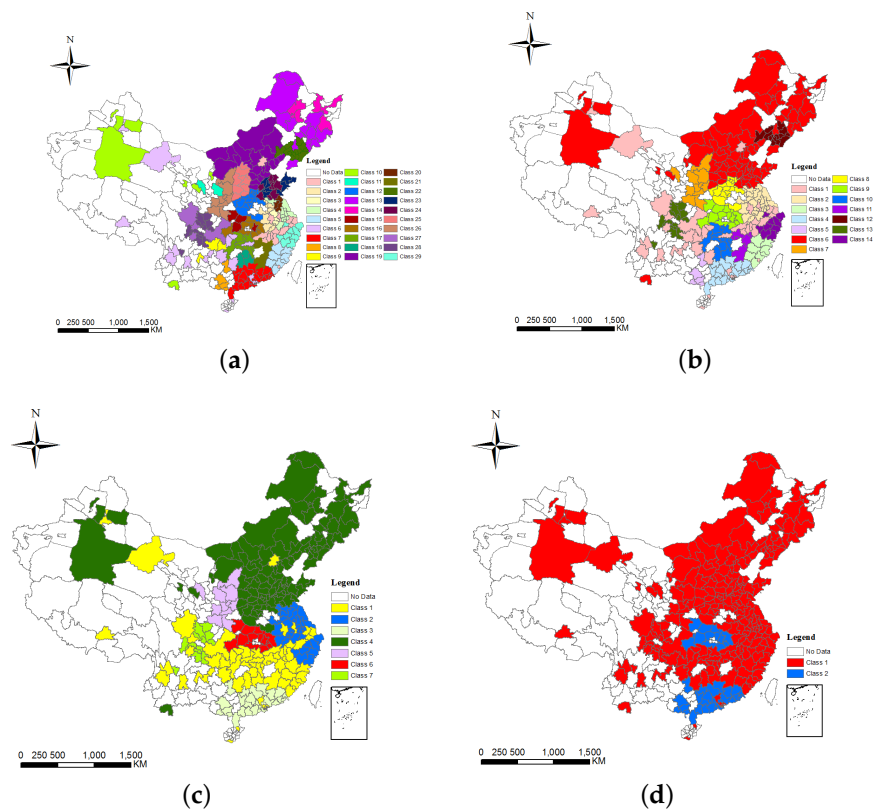 N
Legend
No Data Class 10 Class 20
Class 1 Class 11 Class 21
Class 2 Class 12 Class 22
Class 3 Class 13 Class 23
Class 4 Class 14 Class 24
Class 5 Class 15 Class 25
Class 6 Class 16 Class 26
Class 7 Class 17 Class 27
Class 8 Class 18 Class 28
Class 9 Class 19 Class 29
0 250 500 1,000 1,500
KM
(a)
N
Legend
No Data Class 8
Class 1 Class 9
Class 2 Class 10
Class 3 Class 11
Class 4 Class 12
Class 5 Class 13
Class 6 Class 14
Class 7
0 250 500 1,000 1,500
KM
(b)
N
Legend
No Data
Class 1
Class 2
Class 3
Class 4
Class 5
Class 6
Class 7
0 250 500 1,000 1,500
KM
(c)
N
Legend
No Data
Class 1
Class 2
0 250 500 1,000 1,500
KM
(d)